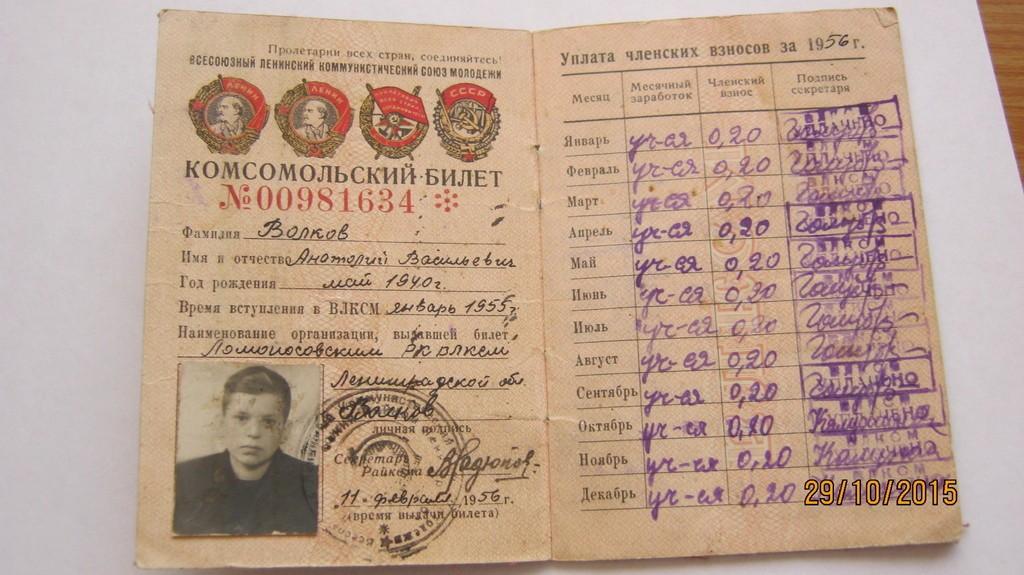 Пролетарии всех стран, соединяйтесь!
ВСЕСОЮЗНЫЙ ЛЕНИНСКИЙ КОММУНИСТИЧЕСКИЙ СОЮЗ МОЛОДЕЖИ
ЛЕНИН ЛЕНИН СССР
КОМСОМОЛЬСКИЙ БИЛЕТ
№00981634
Фамилия Волков
Имя и отчество Анатолий Васильевич
Год рождения май 1940г.
Время вступления в ВЛКСМ январь 1955г.
Наименование организации, выдавшей билет
Ломоносовским РК ВЛКСМ
Ленинградской обл.
личная подпись
Секретарь
Райкома
11 февраля 1956г.
(время выдачи билета)
Уплата членских взносов за 1956г.
Месяц Месячный заработок Членский взнос Подпись секретаря
Январь уч-ся 0,20
Февраль уч-ся 0,20
Март уч-ся 0,20
Апрель уч-ся 0,20
Май уч-ся 0,20
Июнь уч-ся 0,20
Июль уч-ся 0,20
Август уч-ся 0,20
Сентябрь уч-ся 0,20
Октябрь уч-ся 0,20
Ноябрь уч-ся 0,20
Декабрь уч-ся 0,20
29/10/2015